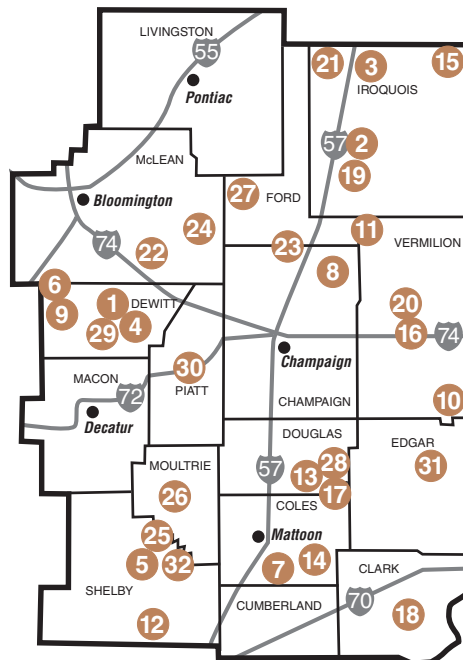 LIVINGSTON
55
21
3
15
IROQUOIS
Pontiac
57
2
McLEAN
19
27
FORD
Bloomington
24
11
VERMILION
74
22
23
8
6
1
DEWITT
20
9
29
4
16
74
30
Champaign
MACON
72
PIATT
Decatur
CHAMPAIGN
10
DOUGLAS
EDGAR
MOULTRIE
57
28
31
13
26
17
COLES
25
Mattoon
5
32
7
14
CLARK
SHELBY
CUMBERLAND
70
18
12